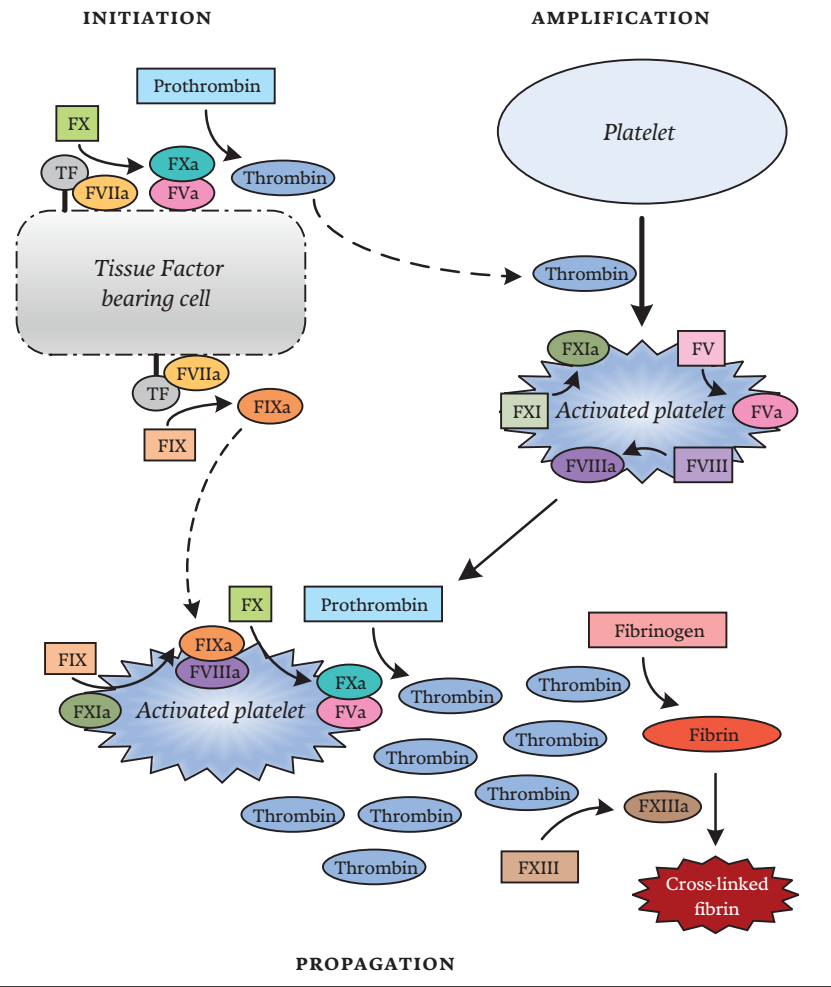 INITIATION
AMPLIFICATION
Prothrombin
Platelet
FX
FXa
TF
FVIIa
FVa
Thrombin
Tissue Factor
bearing cell
Thrombin
FVIIa
TF
FIXa
FIX
FXIa
FV
FXI
Activated platelet
FVa
FVIIIa
FVIII
FX
Prothrombin
Fibrinogen
FIX
FIXa
FVIIIa
FXa
FXIa
Activated platelet
FVa
Thrombin
Thrombin
Thrombin
Thrombin
Thrombin
Thrombin
Thrombin
Thrombin
Fibrin
FXIIIa
FXIII
Cross-linked
fibrin
PROPAGATION